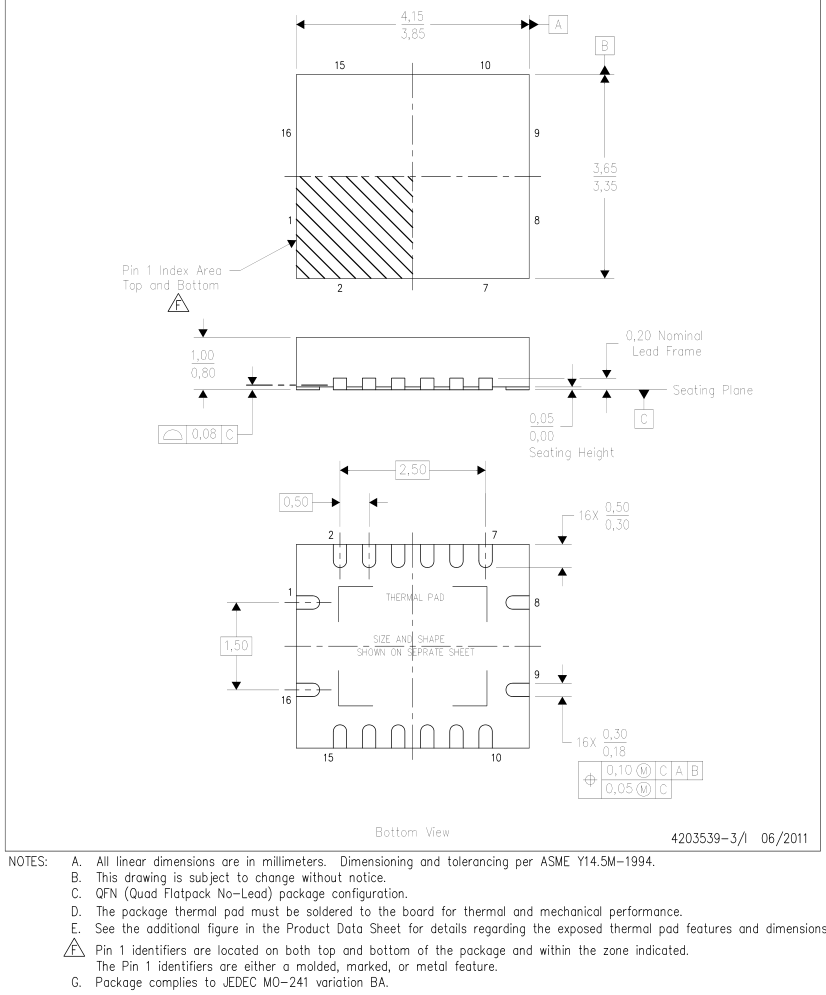 4,15
3,85
A
B
15
10
16
9
3,65
3,35
1
8
Pin 1 Index Area
Top and Bottom
F
2
7
1,00
0,80
0,20 Nominal
Lead Frame
Seating Plane
0,08 C
0,05
0,00
Seating Height
C
2,50
0,50
16X 0,50
0,30
2
7
1
THERMAL PAD
8
1,50
SIZE AND SHAPE
SHOWN ON SEPRATE SHEET
9
16
16X 0,30
0,18
15
10
⌖ 0,10 Ⓜ C A B
0,05 Ⓜ C
Bottom View
4203539-3/I 06/2011
NOTES: A. All linear dimensions are in millimeters. Dimensioning and tolerancing per ASME Y14.5M-1994.
B. This drawing is subject to change without notice.
C. QFN (Quad Flatpack No-Lead) package configuration.
D. The package thermal pad must be soldered to the board for thermal and mechanical performance.
E. See the additional figure in the Product Data Sheet for details regarding the exposed thermal pad features and dimensions
F Pin 1 identifiers are located on both top and bottom of the package and within the zone indicated.
The Pin 1 identifiers are either a molded, marked, or metal feature.
G. Package complies to JEDEC MO-241 variation BA.